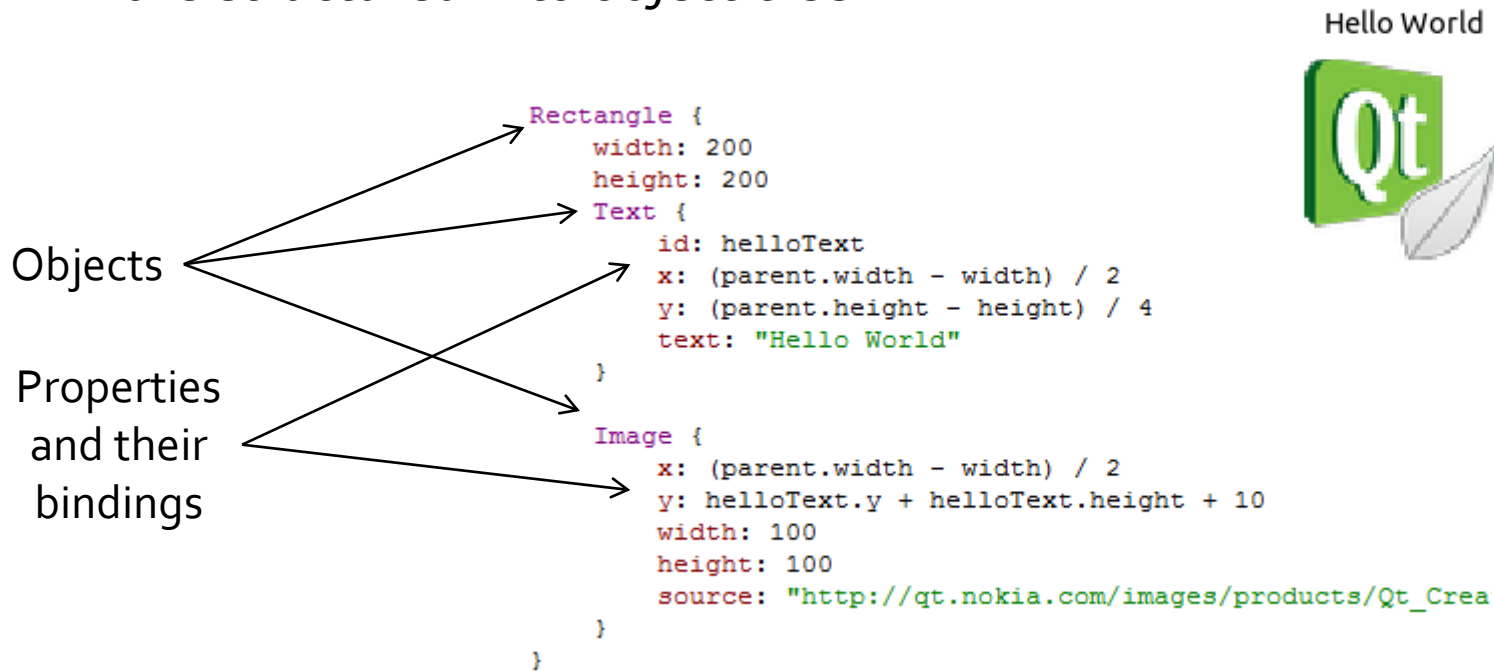 Hello World
Qt
Rectangle {
width: 200
height: 200
Text {
id: helloText
x: (parent.width - width) / 2
y: (parent.height - height) / 4
text: "Hello World"
}
Image {
x: (parent.width - width) / 2
y: helloText.y + helloText.height + 10
width: 100
height: 100
source: "http://qt.nokia.com/images/products/Qt_Crea
}
}
Objects
Properties
and their
bindings